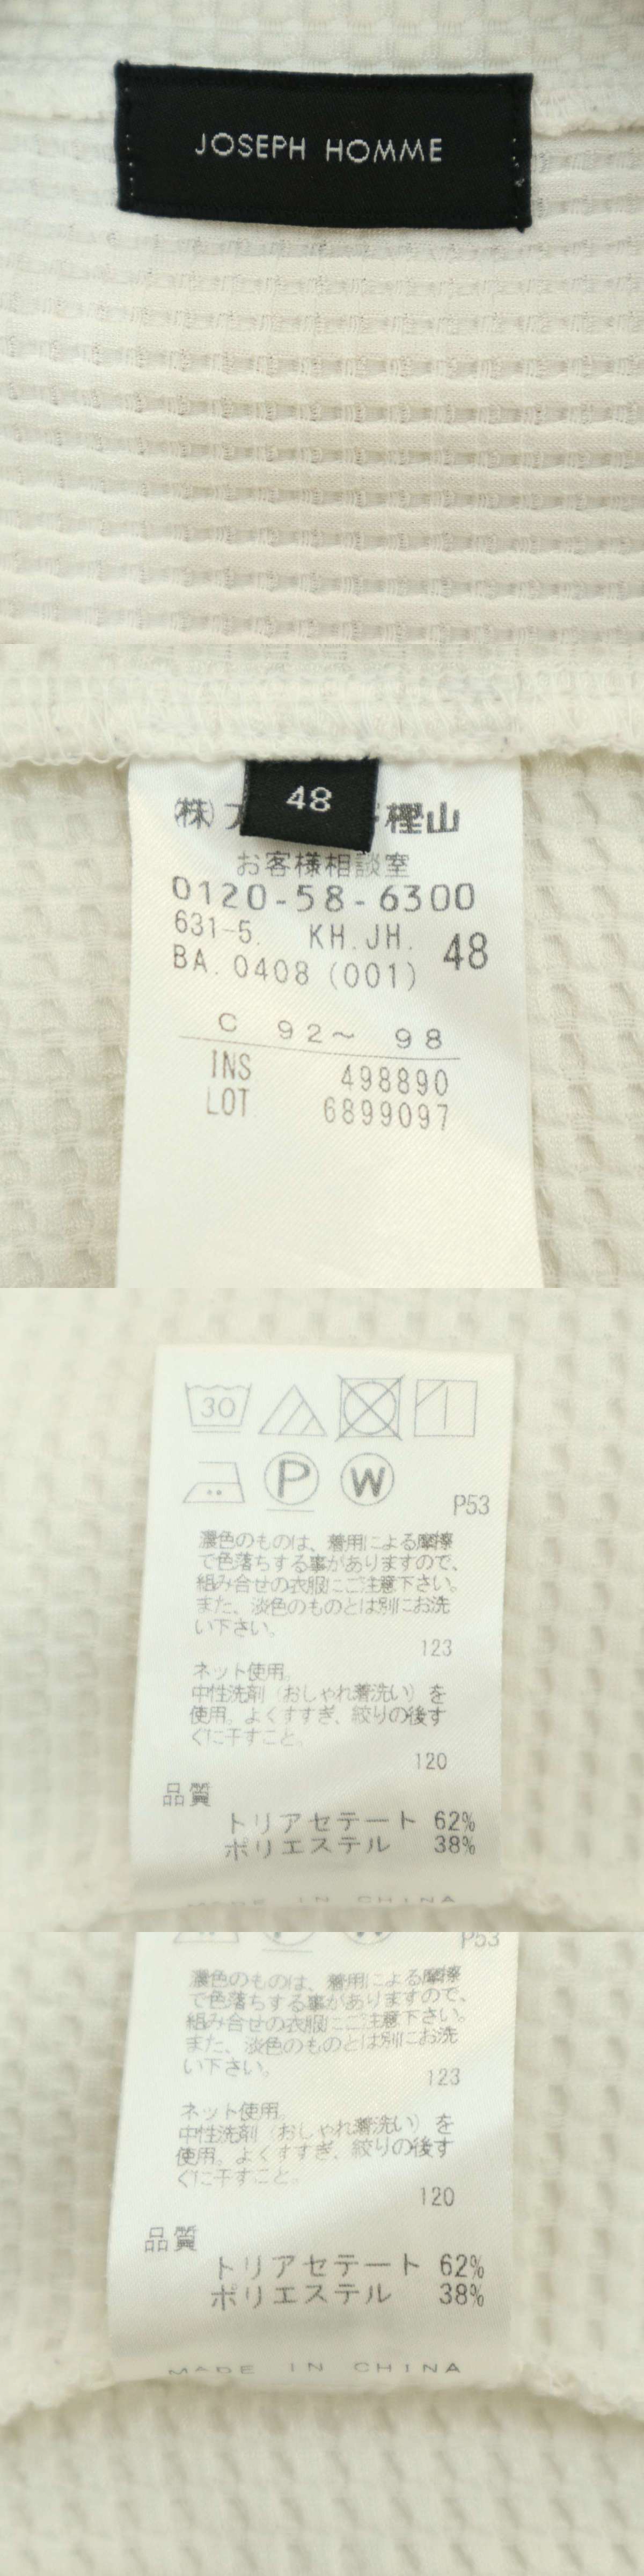 JOSEPH HOMME
48
(株) 樫山
お客様相談室
0120-58-6300
631-5. KH.JH. 48
BA.0408 (001)
C 92～ 98
INS 498890
LOT 6899097
30
P W
P53
濃色のものは、着用による摩擦
で色落ちする事がありますので、
組み合せの衣服にご注意下さい。
また、淡色のものとは別にお洗
い下さい。
123
ネット使用。
中性洗剤（おしゃれ着洗い）を
使用。よくすすぎ、絞りの後す
ぐに干すこと。
120
品質
トリアセテート 62%
ポリエステル 38%
MADE IN CHINA
P53
濃色のものは、着用による摩擦
で色落ちする事がありますので、
組み合せの衣服にご注意下さい。
また、淡色のものとは別にお洗
い下さい。
123
ネット使用。
中性洗剤（おしゃれ着洗い）を
使用。よくすすぎ、絞りの後す
ぐに干すこと。
120
品質
トリアセテート 62%
ポリエステル 38%
MADE IN CHINA